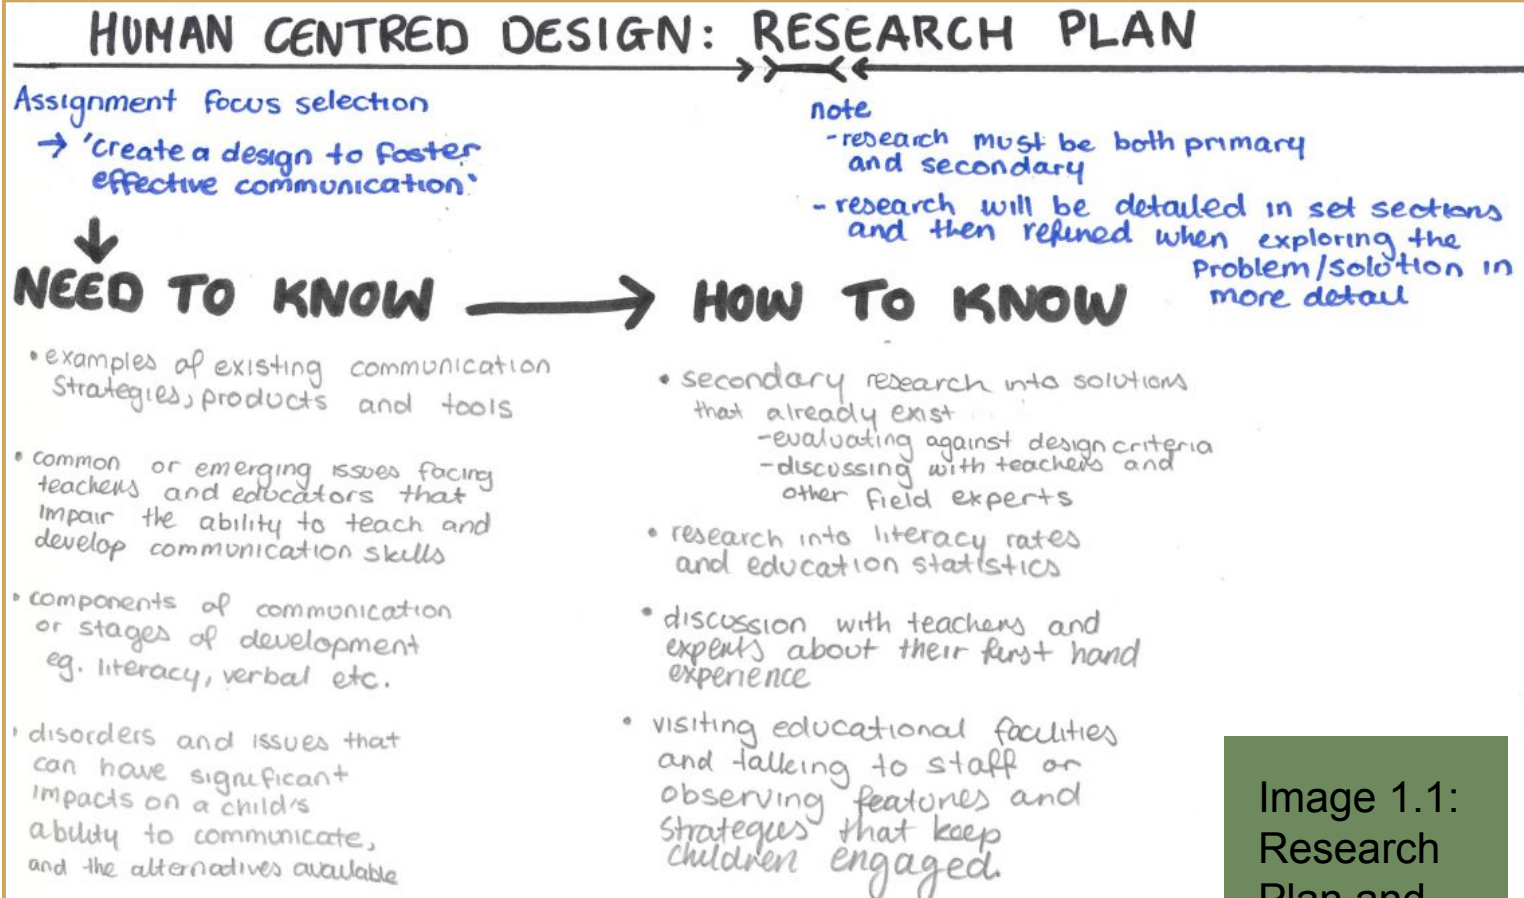 HUMAN CENTRED DESIGN: RESEARCH PLAN
Assignment focus selection
→ 'create a design to foster
effective communication'
note
- research must be both primary
and secondary
- research will be detailed in set sections
and then refined when exploring the
problem/solution in
more detail
NEED TO KNOW → HOW TO KNOW
• examples of existing communication
strategies, products and tools
• common or emerging issues facing
teachers and educators that
impair the ability to teach and
develop communication skills
• components of communication
or stages of development
eg. literacy, verbal etc.
• disorders and issues that
can have significant
impacts on a child's
ability to communicate,
and the alternatives available
• secondary research into solutions
that already exist
- evaluating against design criteria
- discussing with teachers and
other field experts
• research into literacy rates
and education statistics
• discussion with teachers and
experts about their first hand
experience
• visiting educational facilities
and talking to staff or
observing features and
strategies that keep
children engaged.
Image 1.1:
Research
Plan and